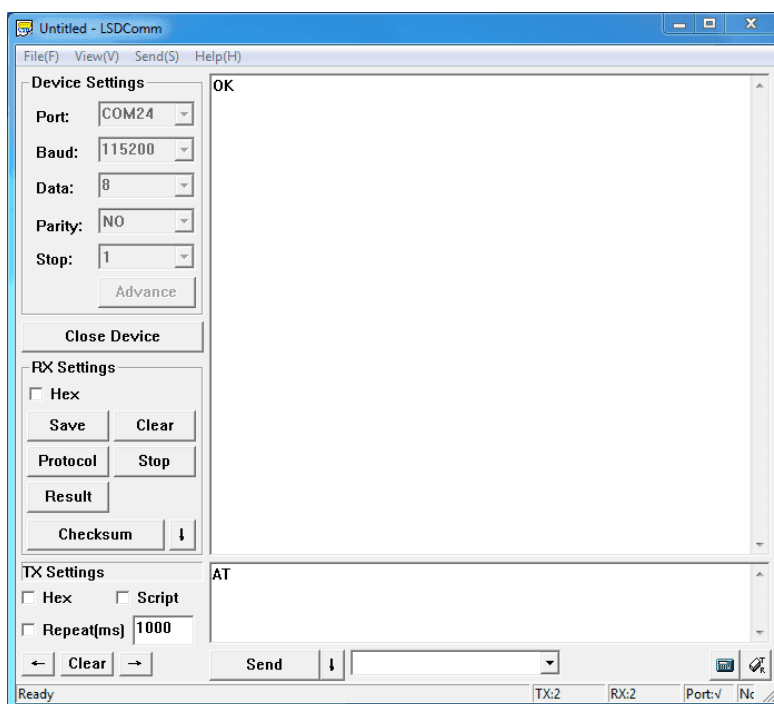 Untitled - LSDComm
File(F) View(V) Send(S) Help(H)
Device Settings
Port: COM24
Baud: 115200
Data: 8
Parity: NO
Stop: 1
Advance
Close Device
RX Settings
Hex
Save Clear
Protocol Stop
Result
Checksum
OK
TX Settings
Hex Script
Repeat(ms) 1000
← Clear →
AT
Send
Ready TX:2 RX:2 Port:√ Nc